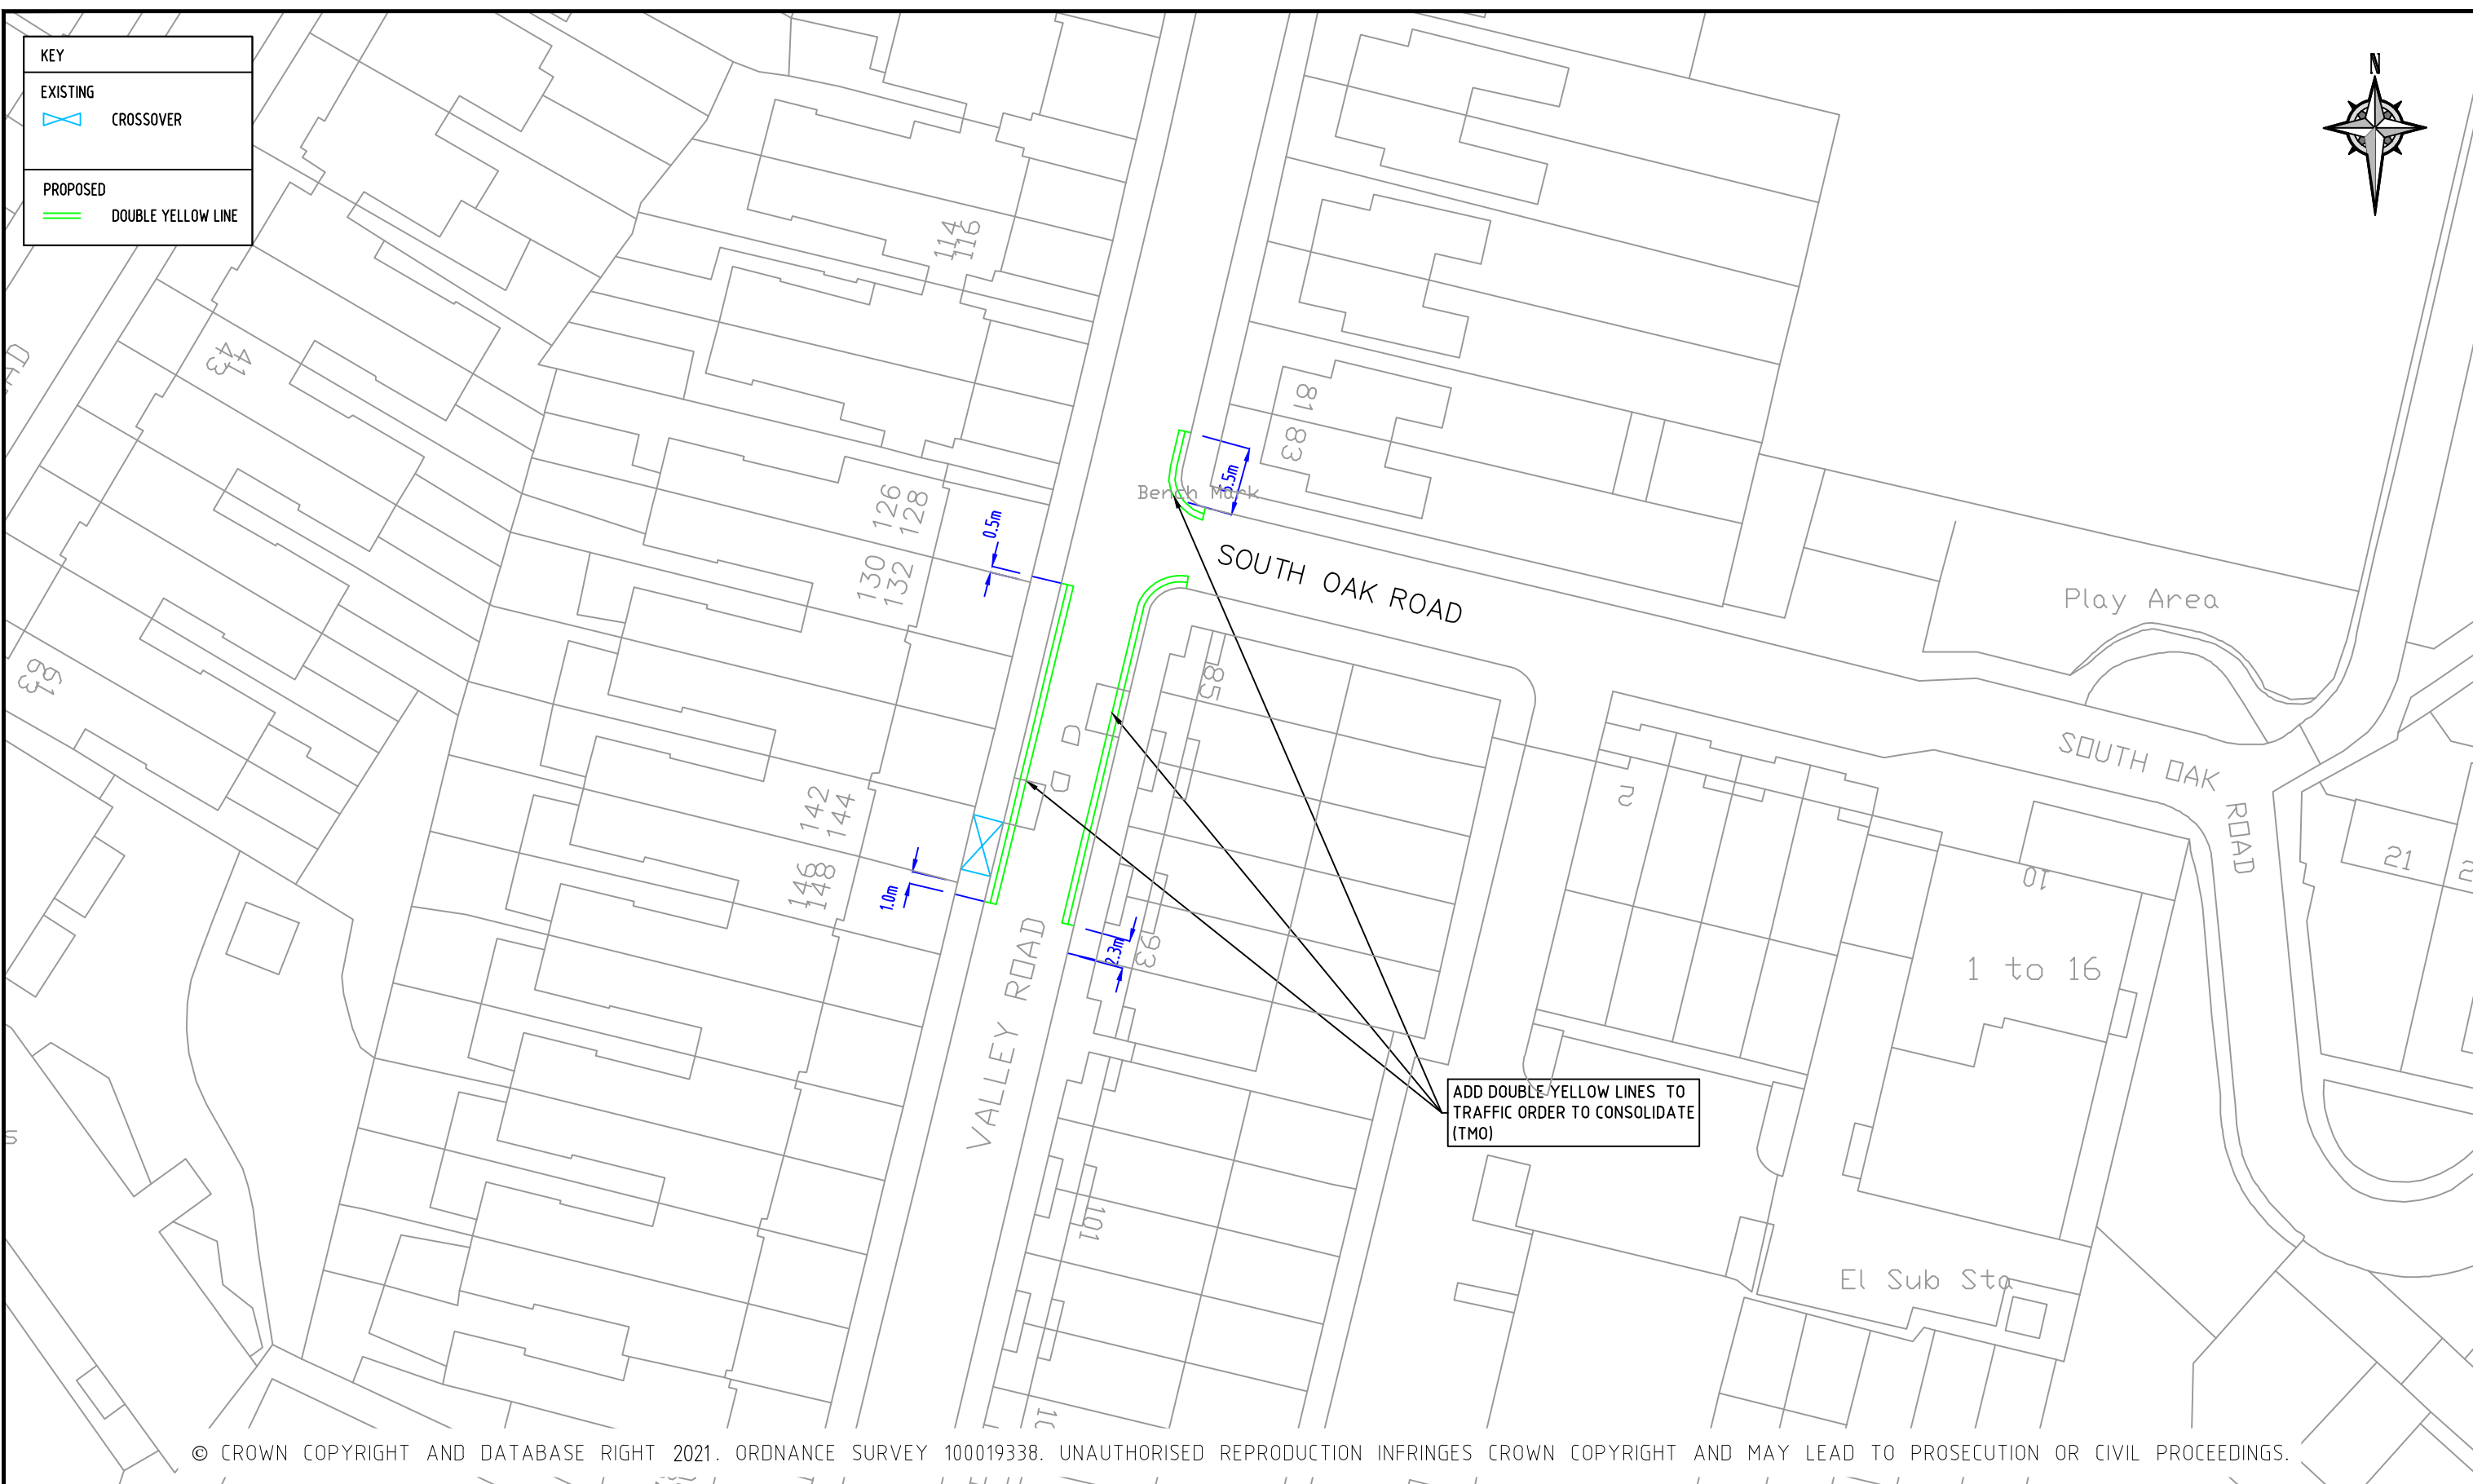 KEY
EXISTING
CROSSOVER
PROPOSED
DOUBLE YELLOW LINE
N
114
116
41
43
81
83
126
128
130
132
0.5m
5.5m
Bench Mark
SOUTH OAK ROAD
Play Area
61
63
85
142
144
146
148
1.0m
2.3m
93
VALLEY ROAD
2
SOUTH OAK ROAD
10
21
1 to 16
ADD DOUBLE YELLOW LINES TO
TRAFFIC ORDER TO CONSOLIDATE
(TMO)
101
El Sub Sta
© CROWN COPYRIGHT AND DATABASE RIGHT 2021. ORDNANCE SURVEY 100019338. UNAUTHORISED REPRODUCTION INFRINGES CROWN COPYRIGHT AND MAY LEAD TO PROSECUTION OR CIVIL PROCEEDINGS.